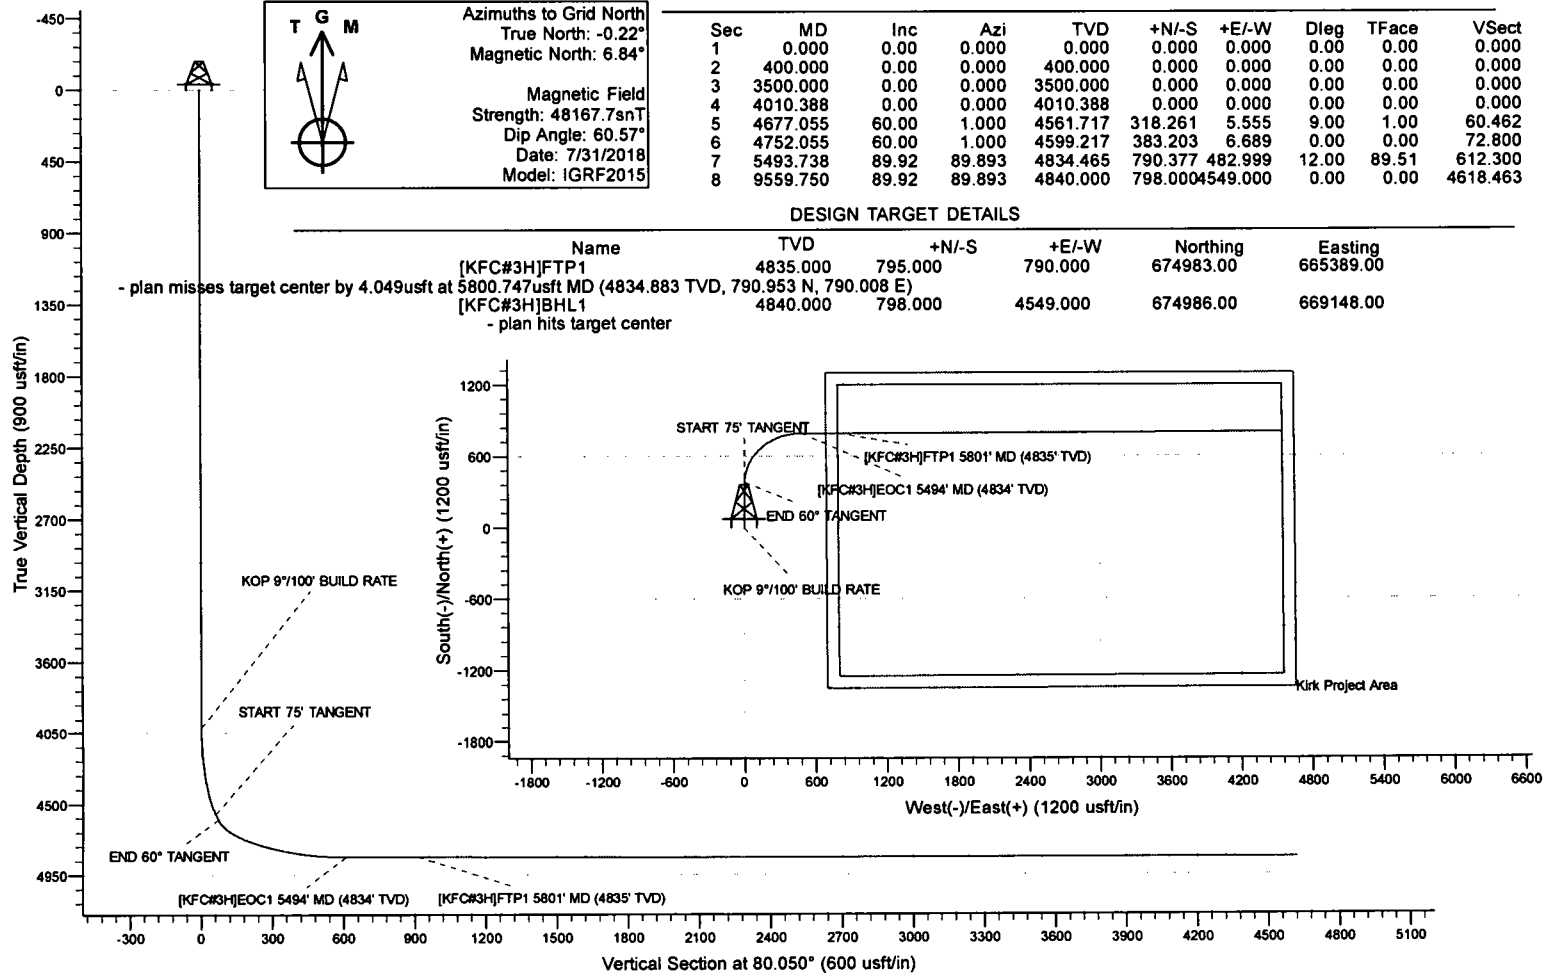 T G M
Azimuths to Grid North
True North: -0.22°
Magnetic North: 6.84°
Magnetic Field
Strength: 48167.7snT
Dip Angle: 60.57°
Date: 7/31/2018
Model: IGRF2015
Sec MD Inc Azi TVD +N/-S +E/-W Dleg TFace VSect
1 0.000 0.00 0.000 0.000 0.000 0.000 0.00 0.00 0.000
2 400.000 0.00 0.000 400.000 0.000 0.000 0.00 0.00 0.000
3 3500.000 0.00 0.000 3500.000 0.000 0.000 0.00 0.00 0.000
4 4010.388 0.00 0.000 4010.388 0.000 0.000 0.00 0.00 0.000
5 4677.055 60.00 1.000 4561.717 318.261 5.555 9.00 1.00 60.462
6 4752.055 60.00 1.000 4599.217 383.203 6.689 0.00 0.00 72.800
7 5493.738 89.92 89.893 4834.465 790.377 482.999 12.00 89.51 612.300
8 9559.750 89.92 89.893 4840.000 798.000 4549.000 0.00 0.00 4618.463
DESIGN TARGET DETAILS
Name TVD +N/-S +E/-W Northing Easting
[KFC#3H]FTP1 4835.000 795.000 790.000 674983.00 665389.00
- plan misses target center by 4.049usft at 5800.747usft MD (4834.883 TVD, 790.953 N, 790.008 E)
[KFC#3H]BHL1 4840.000 798.000 4549.000 674986.00 669148.00
- plan hits target center
True Vertical Depth (900 usft/in)
-450
0
450
900
1350
1800
2250
2700
3150
3600
4050
4500
4950
KOP 9°/100' BUILD RATE
START 75' TANGENT
END 60° TANGENT
[KFC#3H]EOC1 5494' MD (4834' TVD)
[KFC#3H]FTP1 5801' MD (4835' TVD)
-300 0 300 600 900 1200 1500 1800 2100 2400 2700 3000 3300 3600 3900 4200 4500 4800 5100
Vertical Section at 80.050° (600 usft/in)
South(-)/North(+) (1200 usft/in)
1200
600
0
-600
-1200
-1800
START 75' TANGENT
[KFC#3H]FTP1 5801' MD (4835' TVD)
[KFC#3H]EOC1 5494' MD (4834' TVD)
END 60° TANGENT
KOP 9°/100' BUILD RATE
Kirk Project Area
-1800 -1200 -600 0 600 1200 1800 2400 3000 3600 4200 4800 5400 6000 6600
West(-)/East(+) (1200 usft/in)